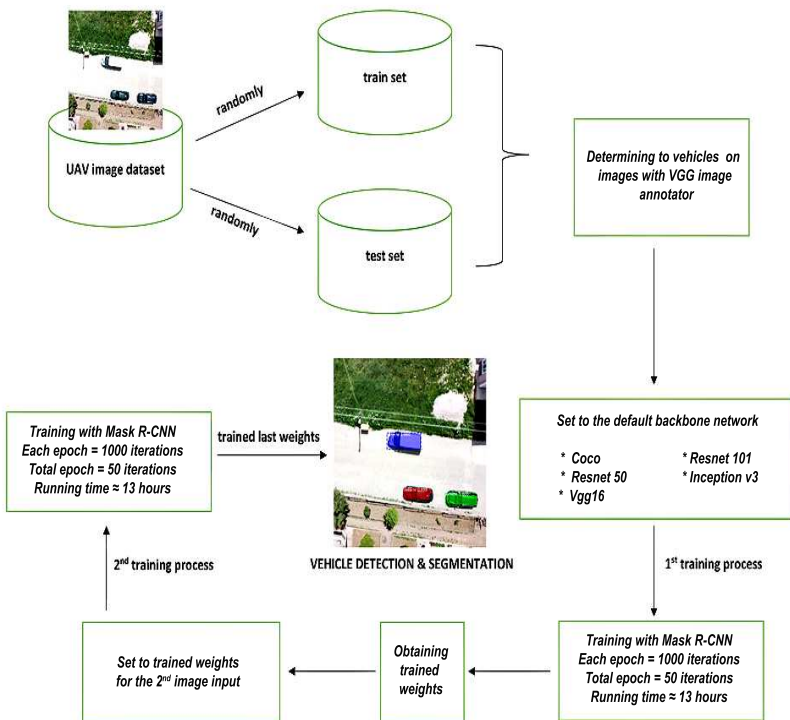 UAV image dataset
randomly
randomly
train set
test set
Determining to vehicles on
images with VGG image
annotator
Set to the default backbone network
* Coco
* Resnet 50
* Vgg16
* Resnet 101
* Inception v3
1st training process
Training with Mask R-CNN
Each epoch = 1000 iterations
Total epoch = 50 iterations
Running time ≈ 13 hours
Obtaining
trained
weights
Set to trained weights
for the 2nd image input
2nd training process
Training with Mask R-CNN
Each epoch = 1000 iterations
Total epoch = 50 iterations
Running time ≈ 13 hours
trained last weights
VEHICLE DETECTION & SEGMENTATION